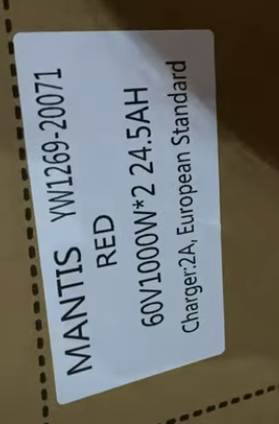 MANTIS YW1269-20071
RED
60V1000W*2 24.5AH
Charger:2A, European Standard